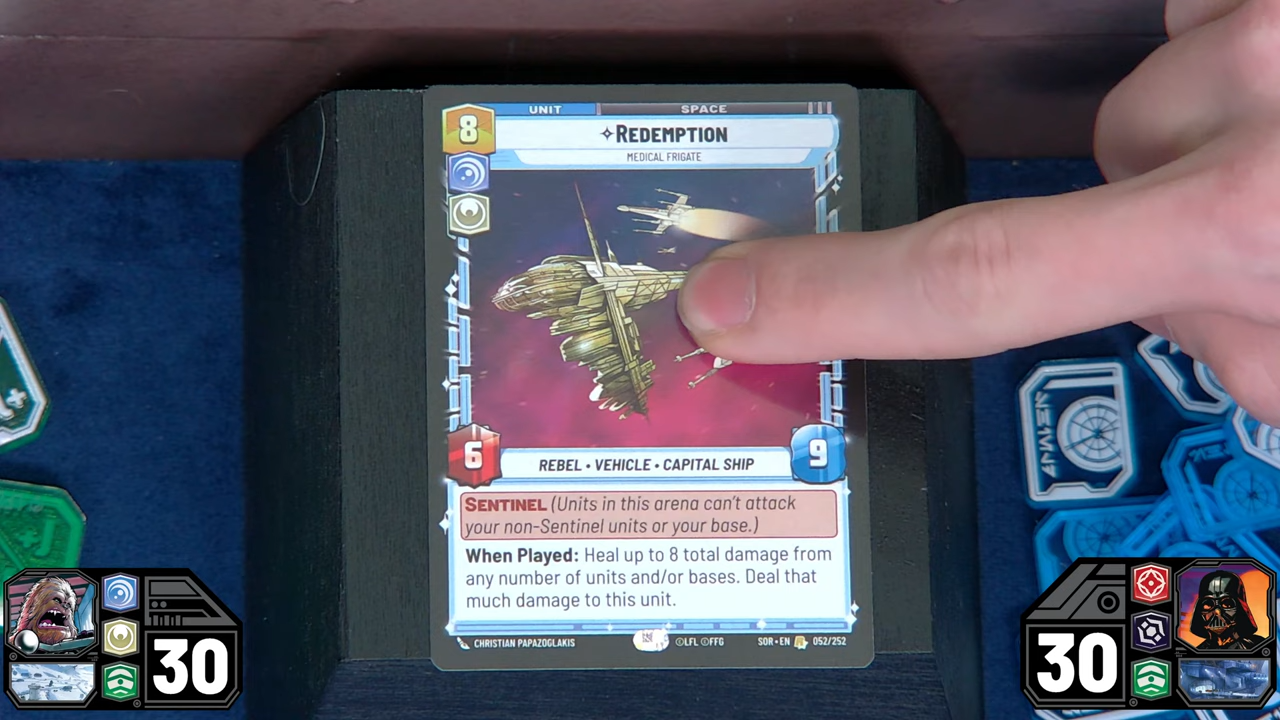 UNIT
SPACE
8
REDEMPTION
MEDICAL FRIGATE
6
REBEL • VEHICLE • CAPITAL SHIP
9
SENTINEL (Units in this arena can't attack
your non-Sentinel units or your base.)
When Played: Heal up to 8 total damage from
any number of units and/or bases. Deal that
much damage to this unit.
CHRISTIAN PAPAZOGLAKIS
©LFL ©FFG
SOR • EN
052/252
30
30